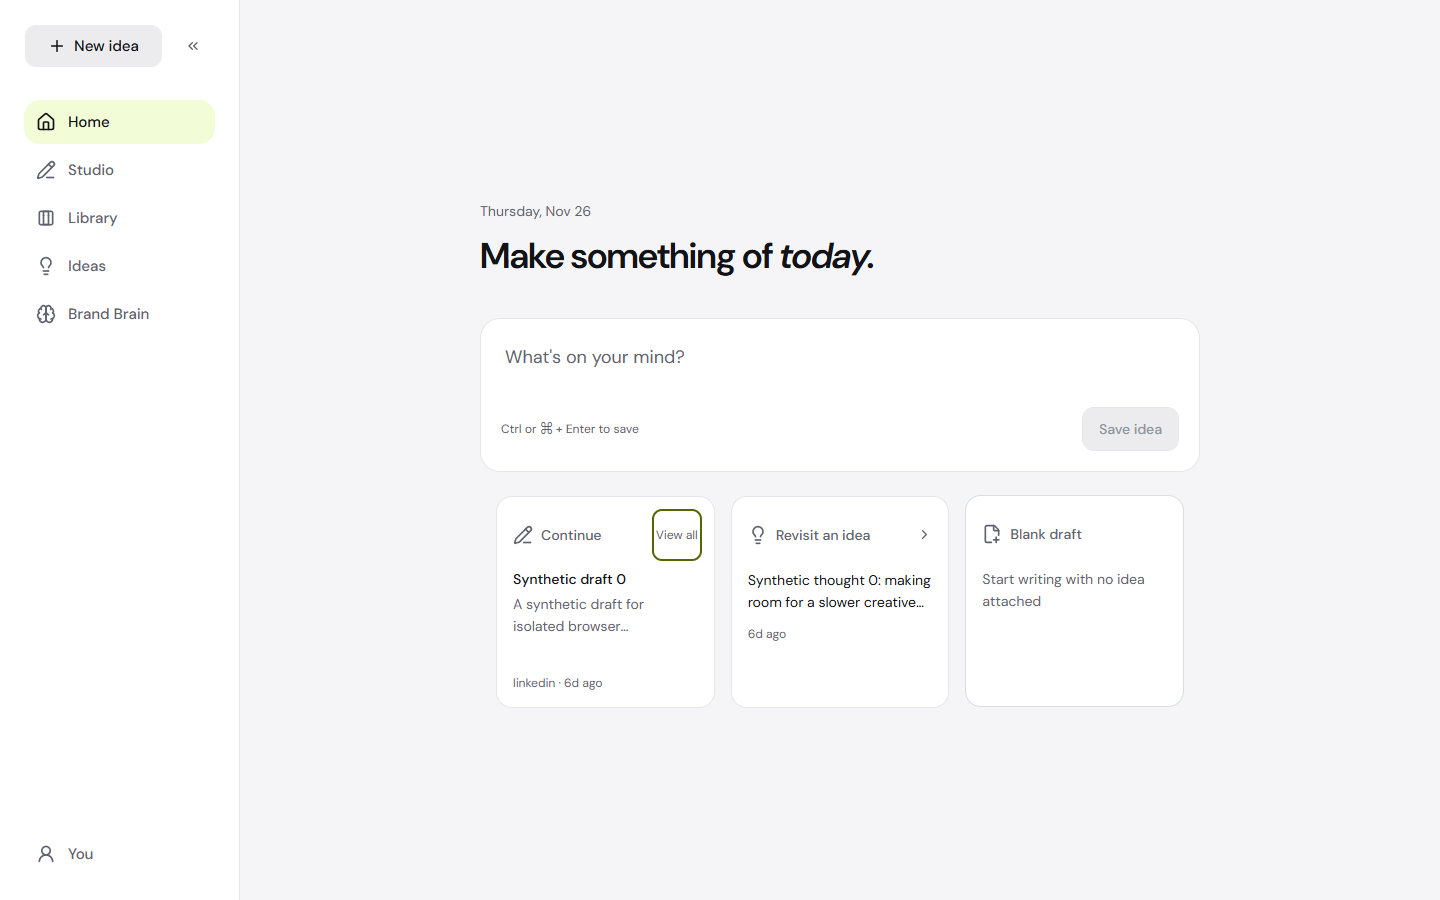 New idea
Home
Studio
Library
Ideas
Brand Brain
You
Thursday, Nov 26
Make something of today.
What's on your mind?
Ctrl or ⌘ + Enter to save
Save idea
Continue
View all
Synthetic draft 0
A synthetic draft for
isolated browser...
linkedin · 6d ago
Revisit an idea
Synthetic thought 0: making
room for a slower creative...
6d ago
Blank draft
Start writing with no idea
attached